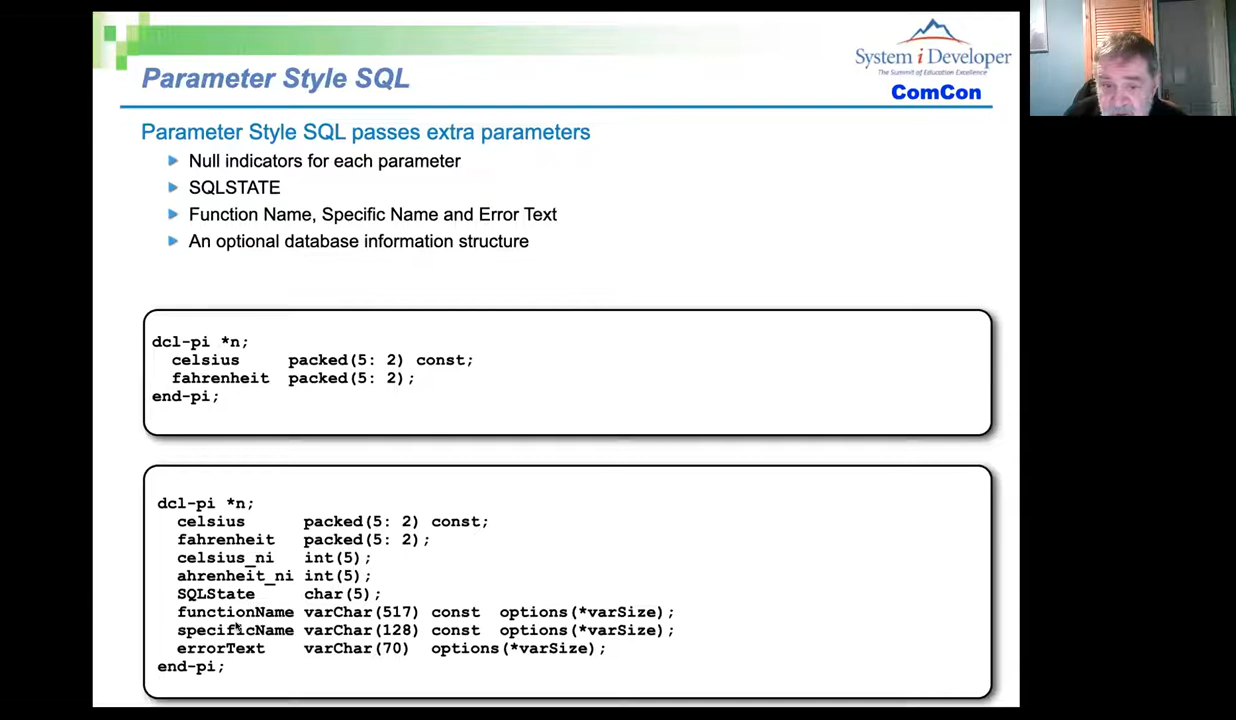 System i Developer
The Summit of Education Excellence
ComCon
Parameter Style SQL
Parameter Style SQL passes extra parameters
Null indicators for each parameter
SQLSTATE
Function Name, Specific Name and Error Text
An optional database information structure
dcl-pi *n;
celsius packed(5: 2) const;
fahrenheit packed(5: 2);
end-pi;
dcl-pi *n;
celsius packed(5: 2) const;
fahrenheit packed(5: 2);
celsius_ni int(5);
ahrenheit_ni int(5);
SQLState char(5);
functionName varChar(517) const options(*varSize);
specificName varChar(128) const options(*varSize);
errorText varChar(70) options(*varSize);
end-pi;